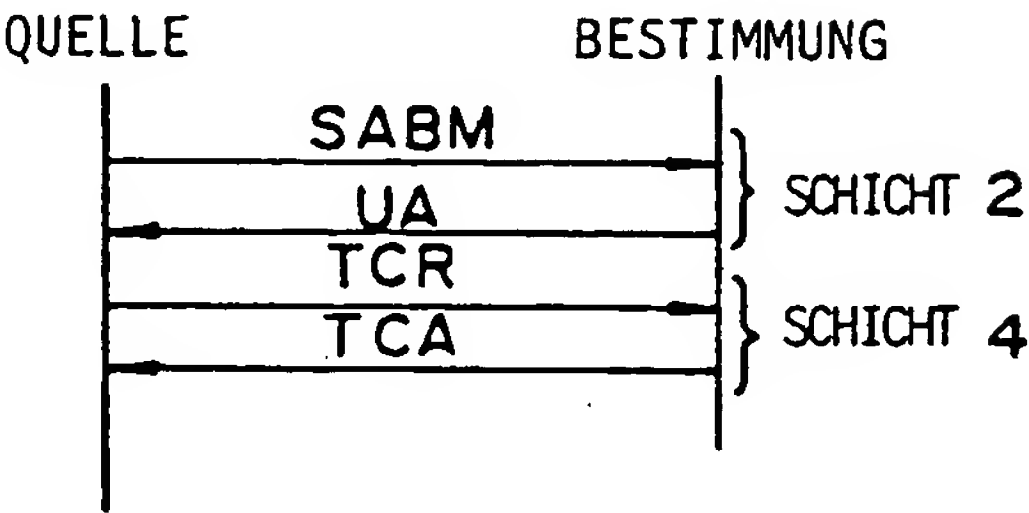 QUELLE BESTIMMUNG
SABM
UA
SCHICHT 2
TCR
TCA
SCHICHT 4